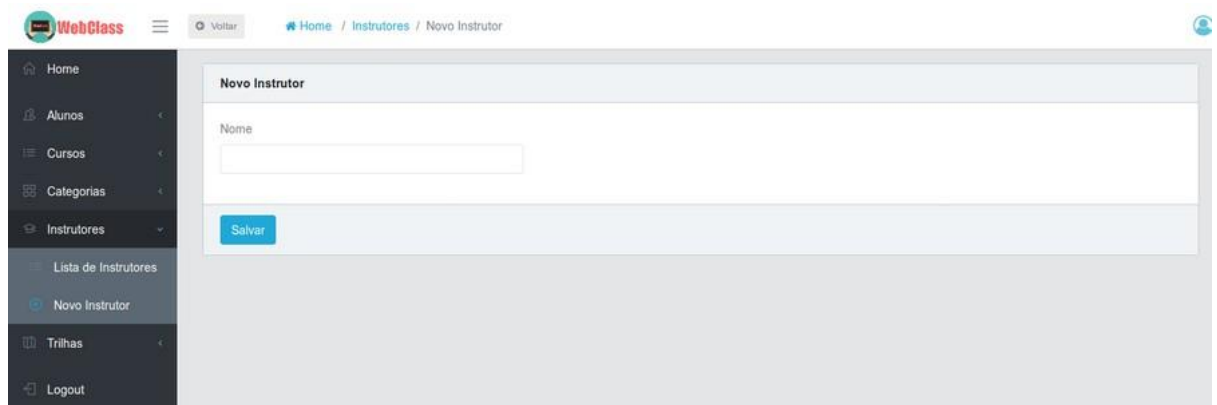 WebClass
Voltar
Home / Instrutores / Novo Instrutor
Home
Alunos
Cursos
Categorias
Instrutores
Lista de Instrutores
Novo Instrutor
Trilhas
Logout
Novo Instrutor
Nome
Salvar